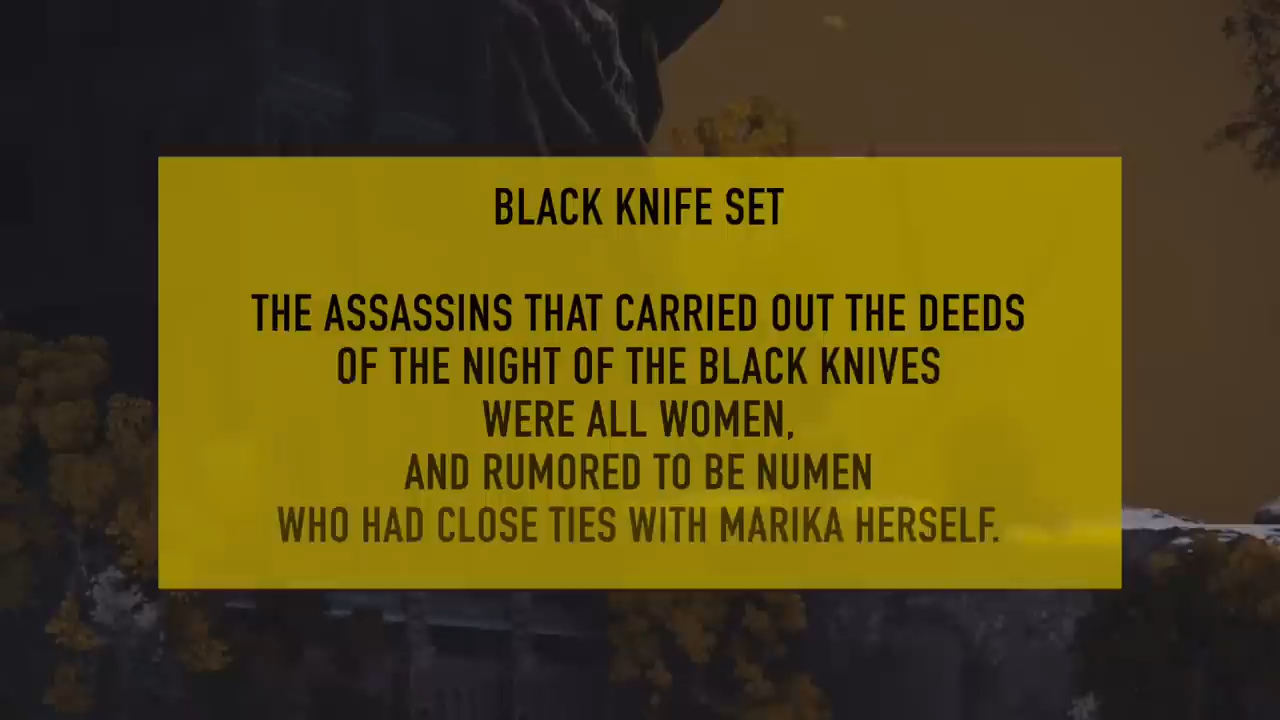 BLACK KNIFE SET
THE ASSASSINS THAT CARRIED OUT THE DEEDS
OF THE NIGHT OF THE BLACK KNIVES
WERE ALL WOMEN,
AND RUMORED TO BE NUMEN
WHO HAD CLOSE TIES WITH MARIKA HERSELF.